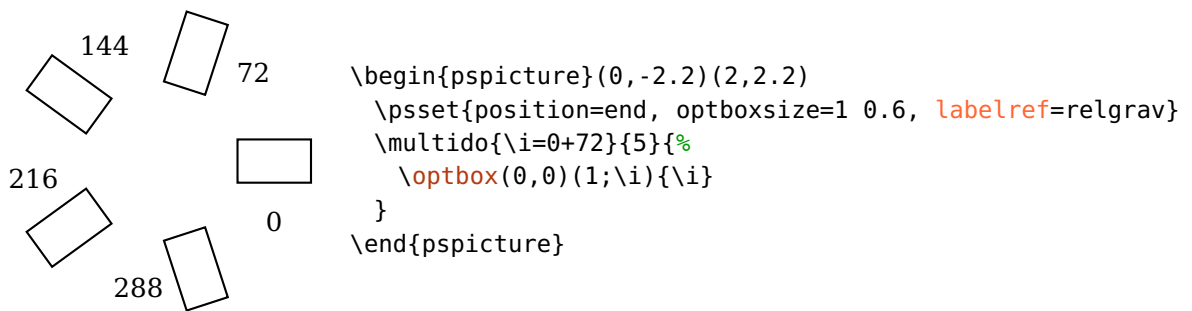 144
72
216
0
288
\begin{pspicture}(0,-2.2)(2,2.2)
  \psset{position=end, optboxsize=1 0.6, labelref=relgrav}
  \multido{\i=0+72}{5}{%
    \optbox(0,0)(1;\i){\i}
  }
\end{pspicture}